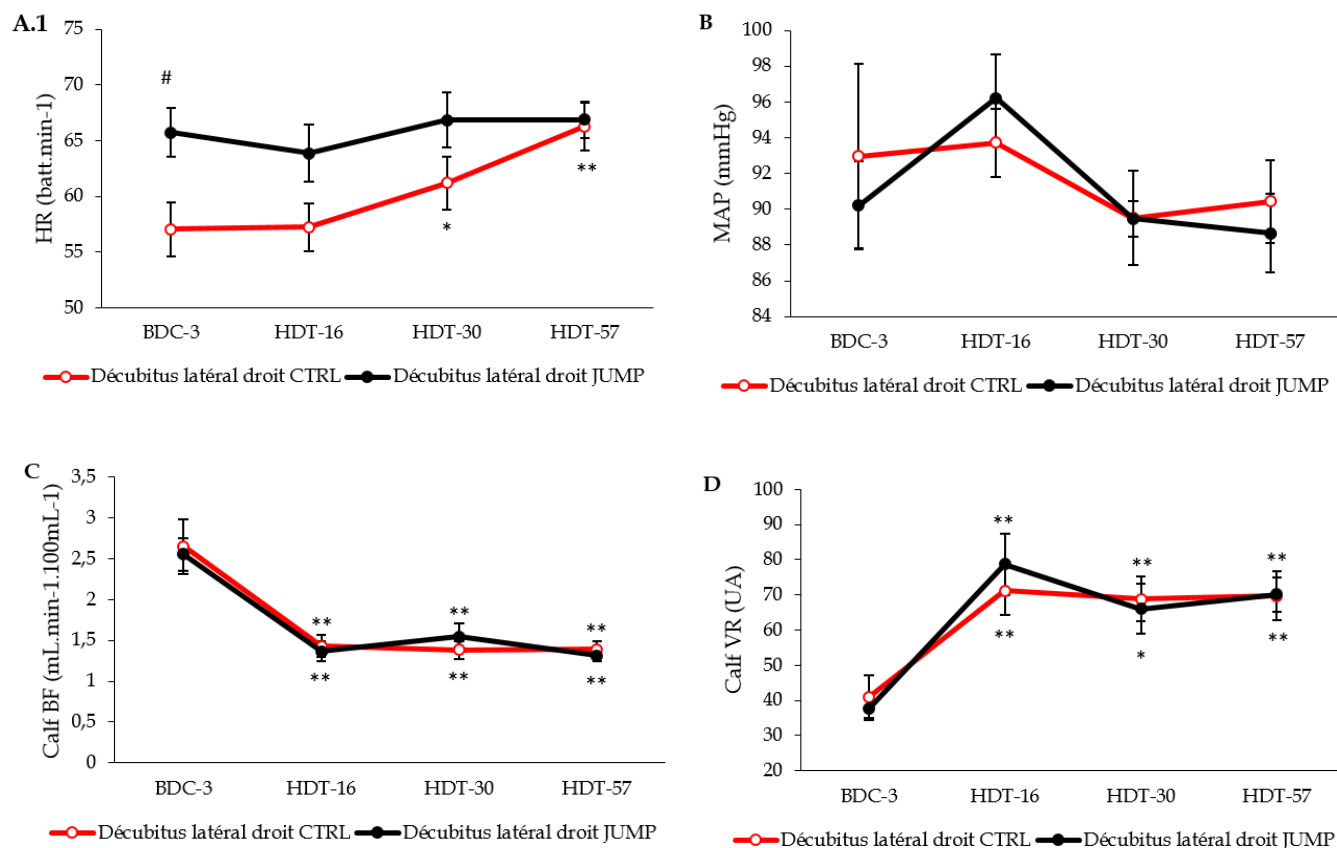 A.1
HR (batt.min-1)
75
70
65
60
55
50
#
*
**
BDC-3 HDT-16 HDT-30 HDT-57
Décubitus latéral droit CTRL Décubitus latéral droit JUMP
B
MAP (mmHg)
100
98
96
94
92
90
88
86
84
BDC-3 HDT-16 HDT-30 HDT-57
Décubitus latéral droit CTRL Décubitus latéral droit JUMP
C
Calf BF (mL.min-1.100mL-1)
3,5
3
2,5
2
1,5
1
0,5
0
** ** **
** ** **
BDC-3 HDT-16 HDT-30 HDT-57
Décubitus latéral droit CTRL Décubitus latéral droit JUMP
D
Calf VR (UA)
100
90
80
70
60
50
40
30
20
** ** **
** * **
BDC-3 HDT-16 HDT-30 HDT-57
Décubitus latéral droit CTRL Décubitus latéral droit JUMP